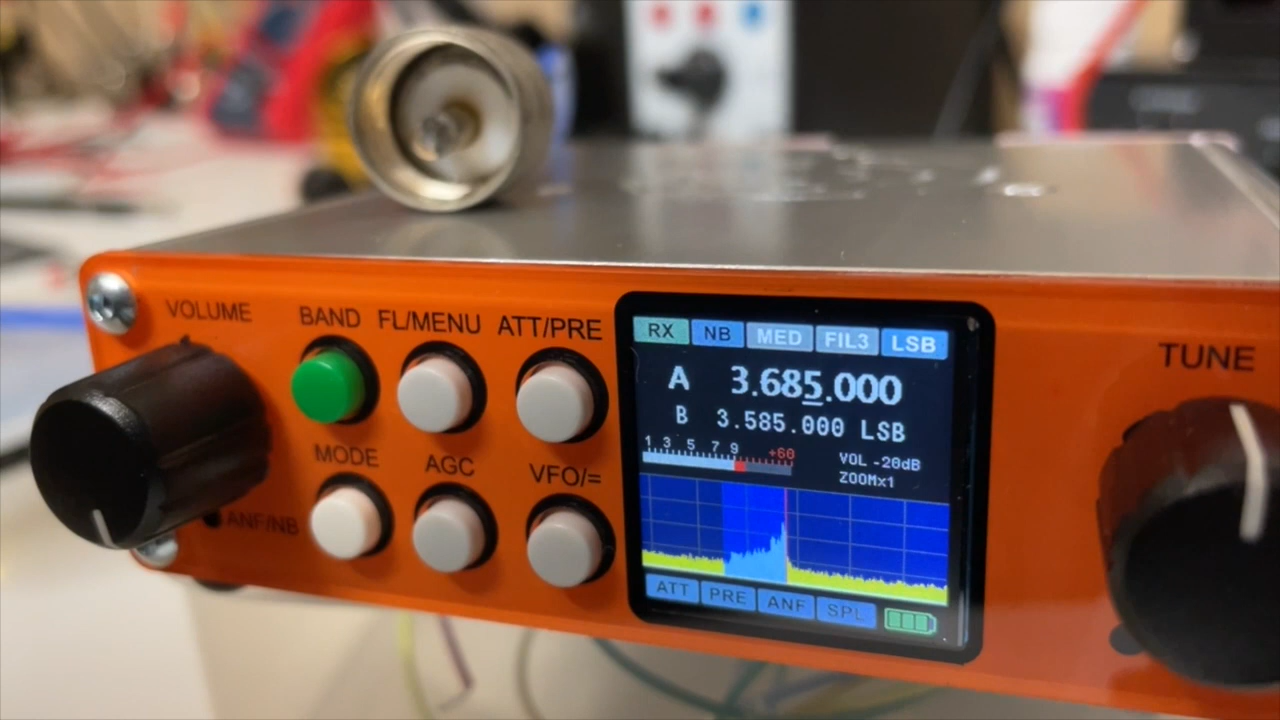 VOLUME
BAND
FL/MENU
ATT/PRE
MODE
AGC
VFO/=
ANF/NB
RX NB MED FIL3 LSB
A 3.685.000
B 3.585.000 LSB
1 3 5 7 9 +60
VOL -20dB
ZOOMx1
ATT PRE ANF SPL
TUNE